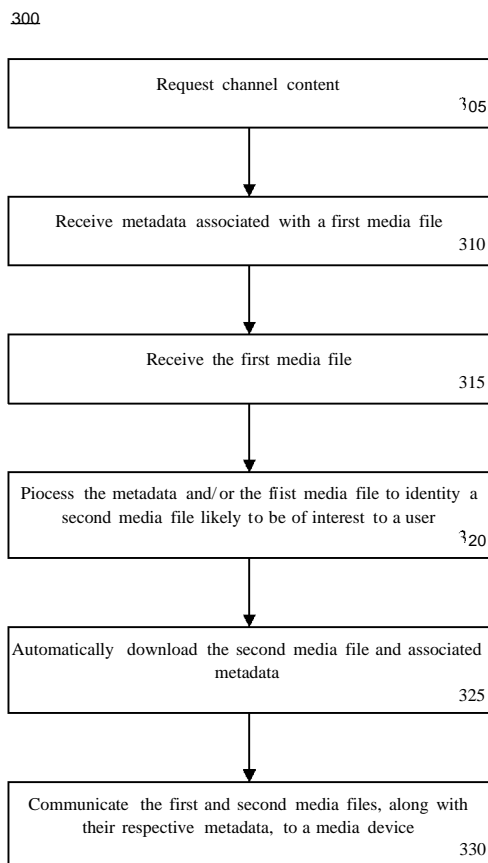 300
Request channel content
305
Receive metadata associated with a first media file
310
Receive the first media file
315
Piocess the metadata and/or the fiist media file to identity a
second media file likely to be of interest to a user
320
Automatically download the second media file and associated
metadata
325
Communicate the first and second media files, along with
their respective metadata, to a media device
330